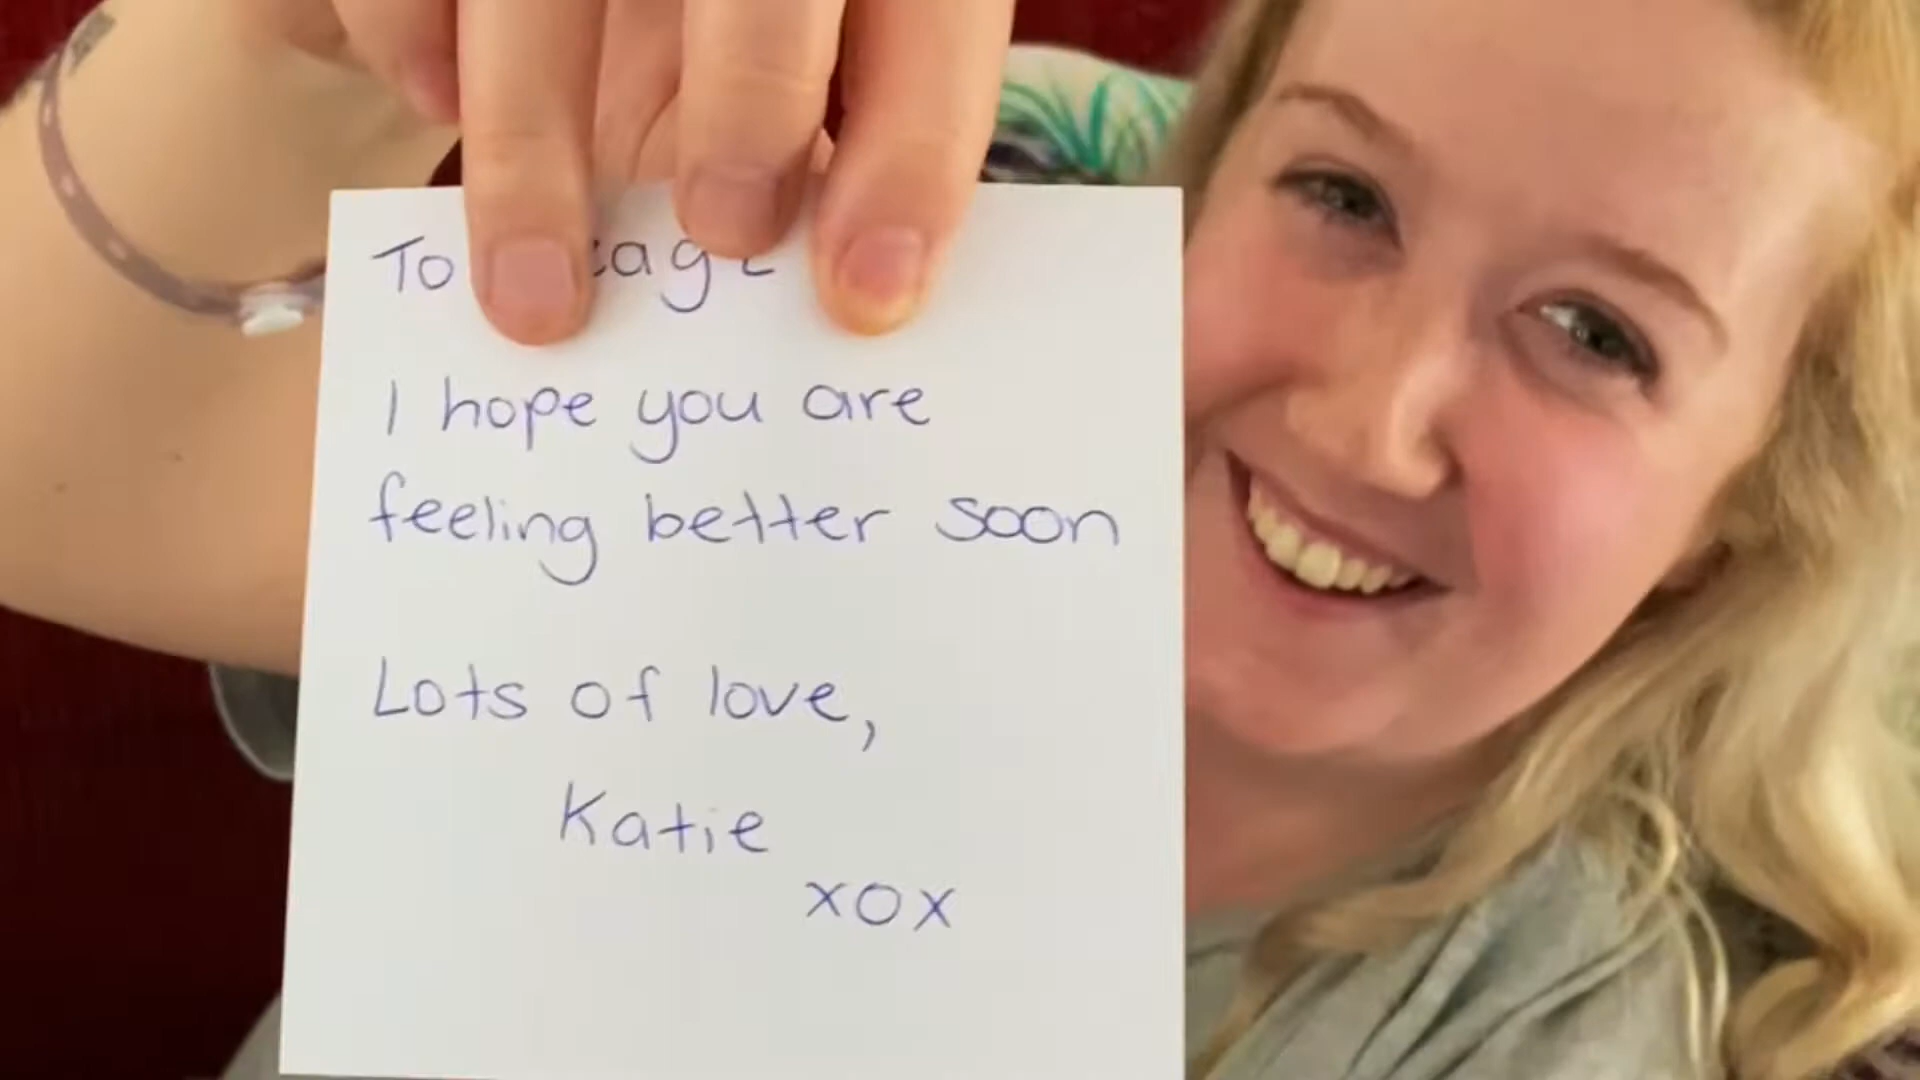 To
I hope you are
feeling better soon
Lots of love,
Katie
xox